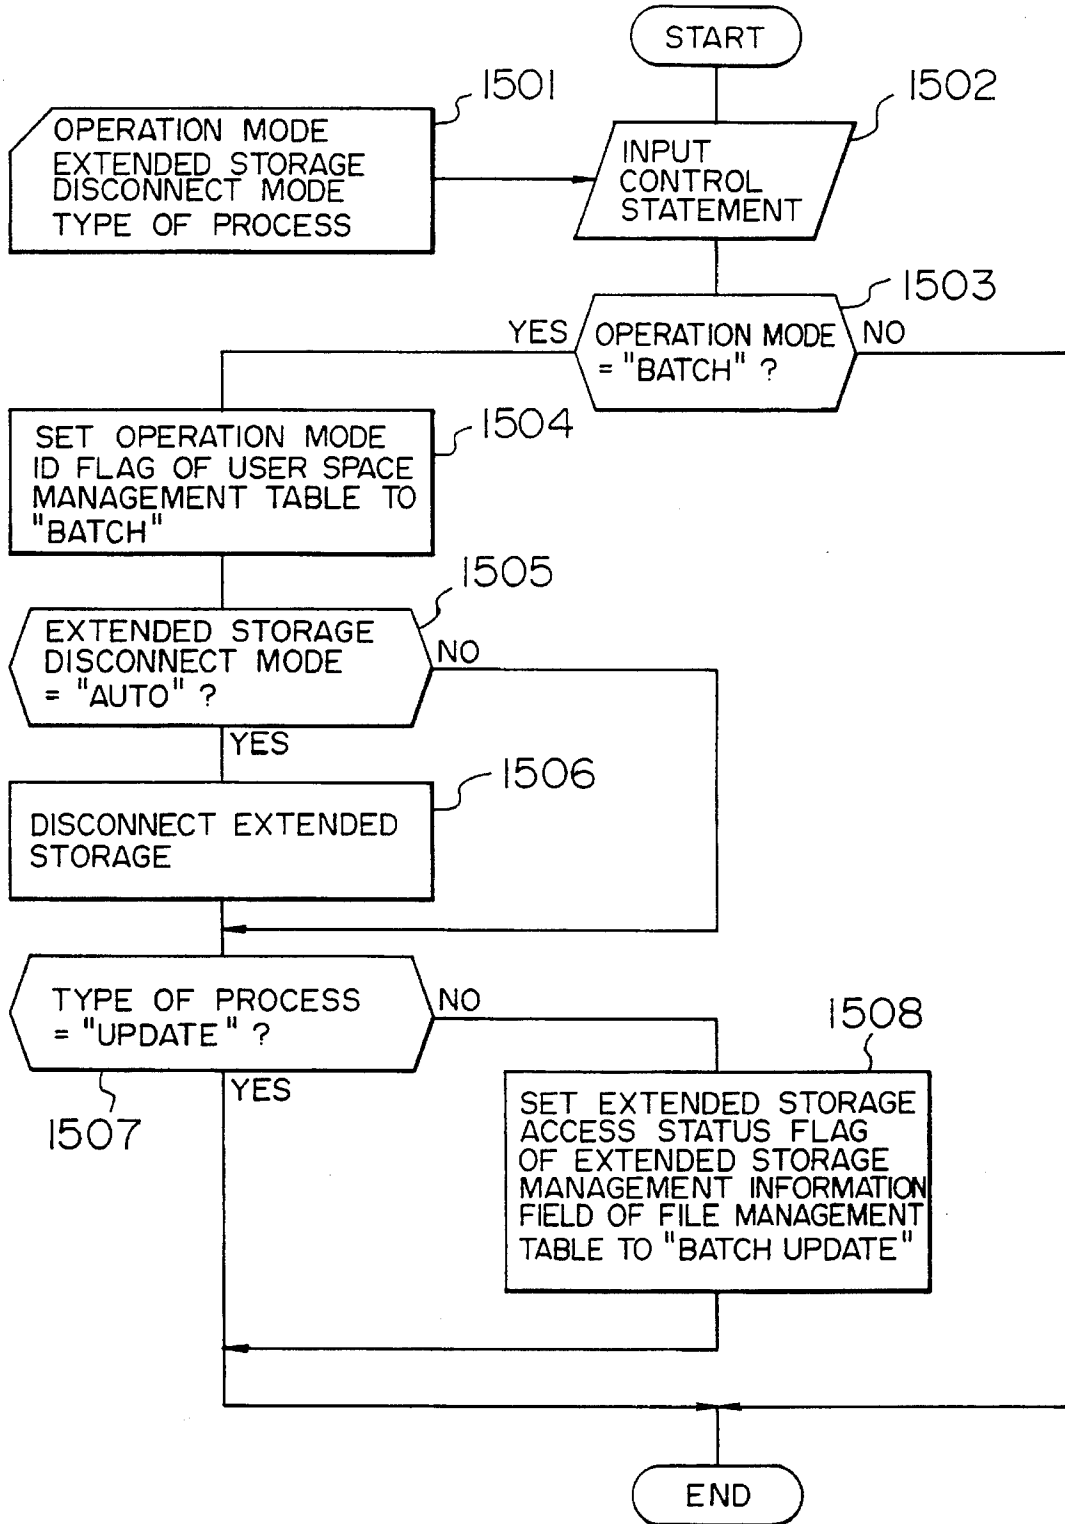 START
1501
OPERATION MODE
EXTENDED STORAGE
DISCONNECT MODE
TYPE OF PROCESS
1502
INPUT
CONTROL
STATEMENT
1503
YES
OPERATION MODE
= "BATCH" ?
NO
1504
SET OPERATION MODE
ID FLAG OF USER SPACE
MANAGEMENT TABLE TO
"BATCH"
1505
EXTENDED STORAGE
DISCONNECT MODE
= "AUTO" ?
NO
YES
1506
DISCONNECT EXTENDED
STORAGE
TYPE OF PROCESS
= "UPDATE" ?
NO
YES
1507
1508
SET EXTENDED STORAGE
ACCESS STATUS FLAG
OF EXTENDED STORAGE
MANAGEMENT INFORMATION
FIELD OF FILE MANAGEMENT
TABLE TO "BATCH UPDATE"
END